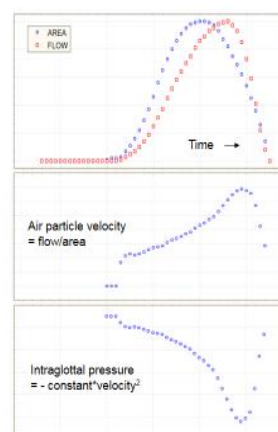 AREA
FLOW
Time →
Air particle velocity
= flow/area
Intraglottal pressure
= - constant*velocity²